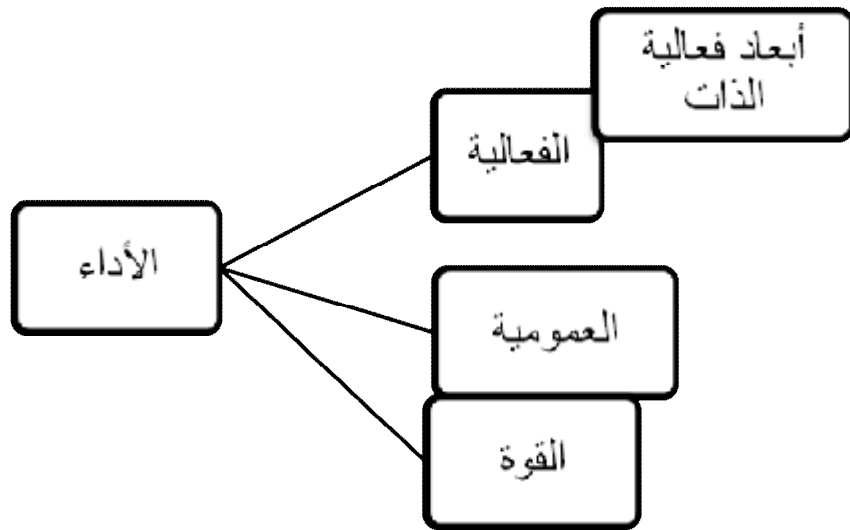 أبعاد فعالية
الذات
الفعالية
الأداء
العمومية
القوة